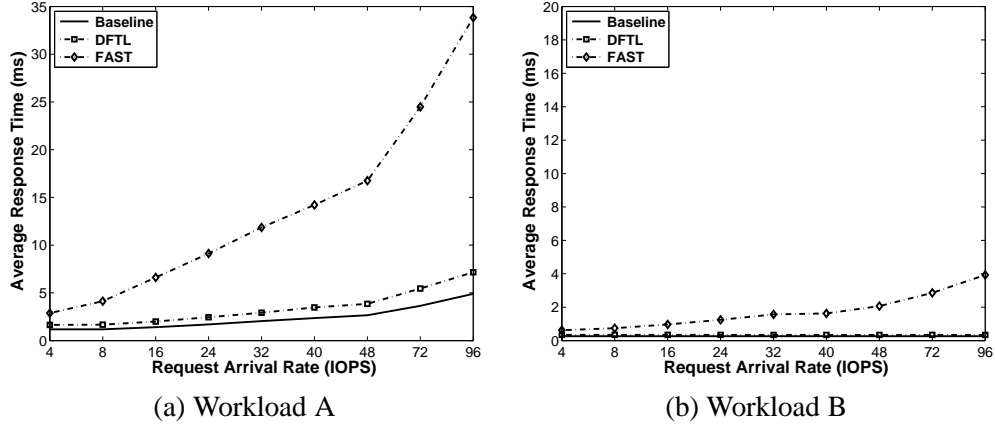 35
30
25
20
15
10
5
0
Average Response Time (ms)
Baseline
DFTL
FAST
4 8 16 24 32 40 48 72 96
Request Arrival Rate (IOPS)
(a) Workload A
20
18
16
14
12
10
8
6
4
2
0
Average Response Time (ms)
Baseline
DFTL
FAST
4 8 16 24 32 40 48 72 96
Request Arrival Rate (IOPS)
(b) Workload B